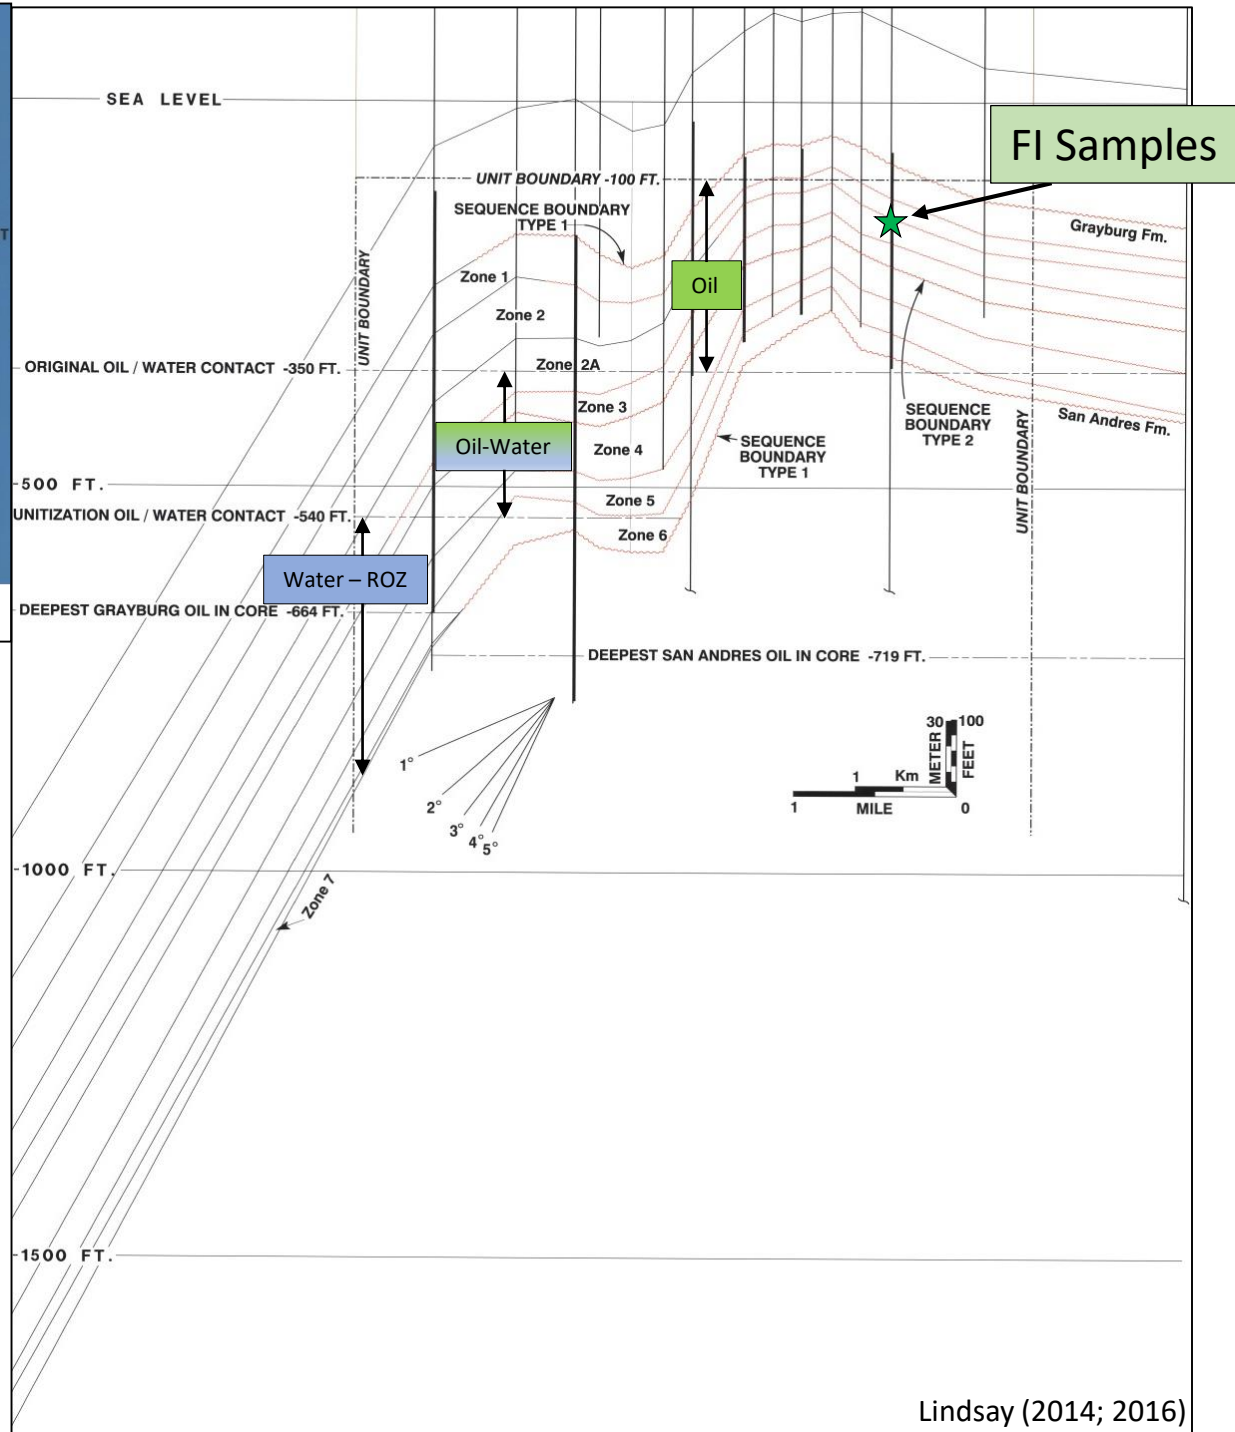 SEA LEVEL
FI Samples
T
UNIT BOUNDARY -100 FT.
SEQUENCE BOUNDARY
TYPE 1
Grayburg Fm.
UNIT BOUNDARY
Zone 1
Oil
Zone 2
ORIGINAL OIL / WATER CONTACT -350 FT.
Zone 2A
Zone 3
SEQUENCE
BOUNDARY
TYPE 2
San Andres Fm.
UNIT BOUNDARY
Oil-Water
Zone 4
SEQUENCE
BOUNDARY
TYPE 1
-500 FT.
Zone 5
UNITIZATION OIL / WATER CONTACT -540 FT.
Zone 6
Water – ROZ
DEEPEST GRAYBURG OIL IN CORE -664 FT.
DEEPEST SAN ANDRES OIL IN CORE -719 FT.
1°
2°
3°
4°
5°
30 100
METER
FEET
1 Km
1 MILE 0
-1000 FT.
Zone 7
-1500 FT.
Lindsay (2014; 2016)